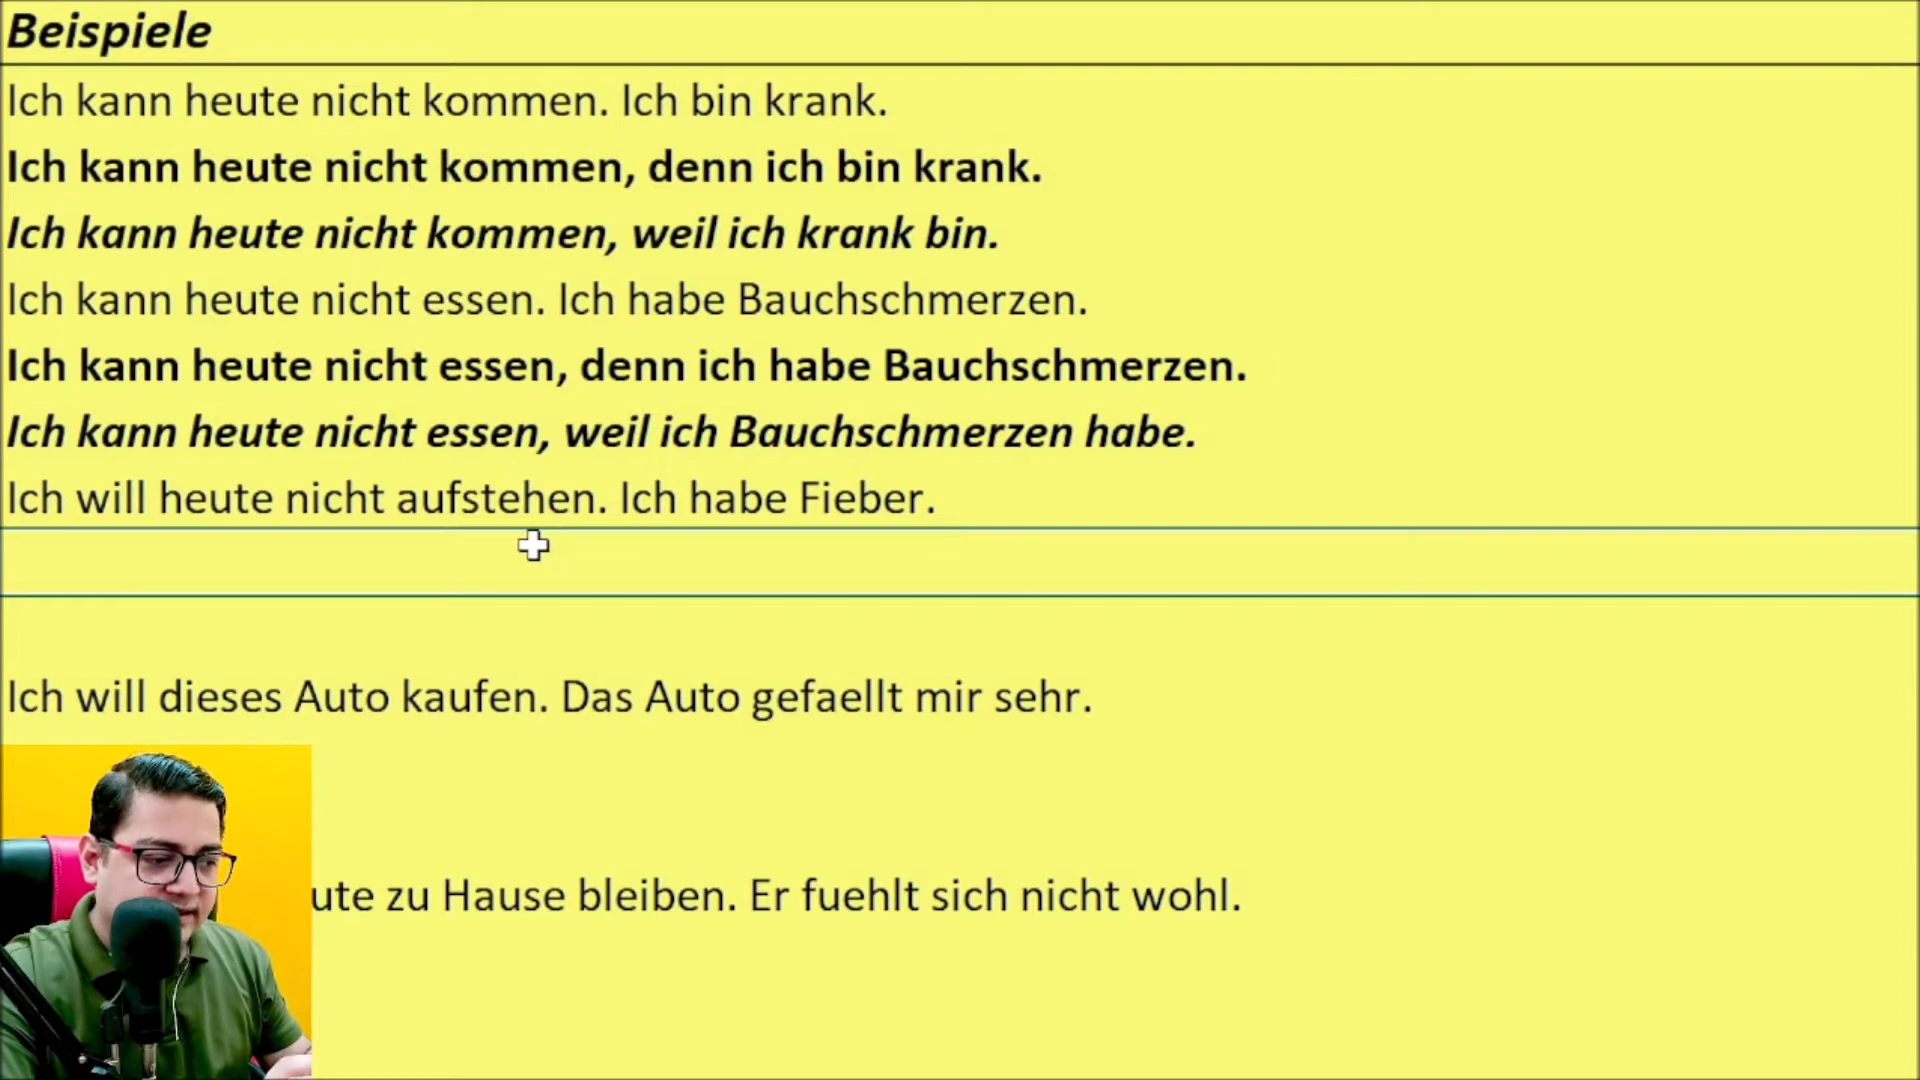 Beispiele
Ich kann heute nicht kommen. Ich bin krank.
Ich kann heute nicht kommen, denn ich bin krank.
Ich kann heute nicht kommen, weil ich krank bin.
Ich kann heute nicht essen. Ich habe Bauchschmerzen.
Ich kann heute nicht essen, denn ich habe Bauchschmerzen.
Ich kann heute nicht essen, weil ich Bauchschmerzen habe.
Ich will heute nicht aufstehen. Ich habe Fieber.
Ich will dieses Auto kaufen. Das Auto gefaellt mir sehr.
ute zu Hause bleiben. Er fuehlt sich nicht wohl.